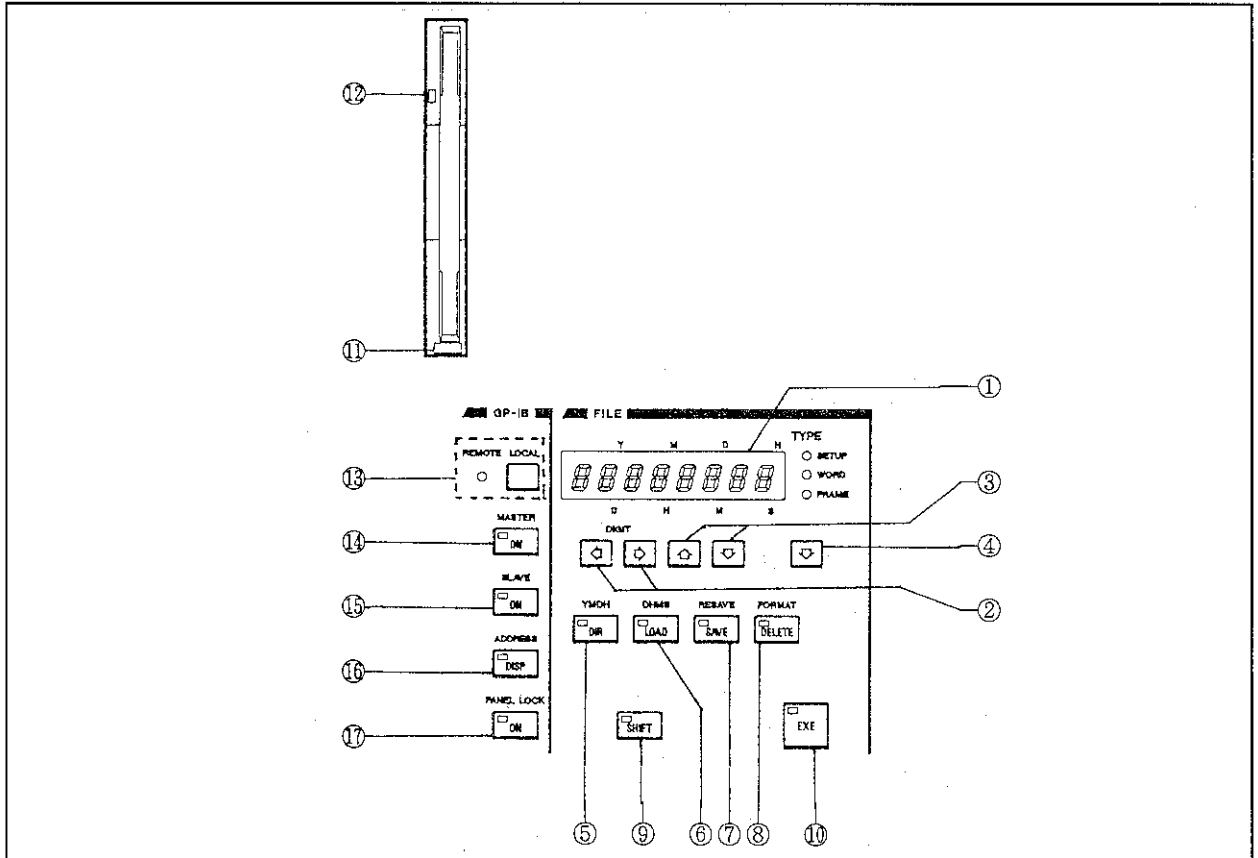 ⑫
⑪
①
GP-IB FILE
Y M D H TYPE
REMOTE LOCAL
SETUP
WORD
FRAME
⑬
③
D H M S
MASTER
ON
⑭
④
SLAVE
ON
⑮
②
YMDH DHMS RESAVE FORMAT
DIR LOAD SAVE DELETE
ADDRESS
DISP
⑯
PANEL LOCK
ON
⑰
SHIFT
EXE
⑤ ⑨ ⑥ ⑦ ⑧ ⑩